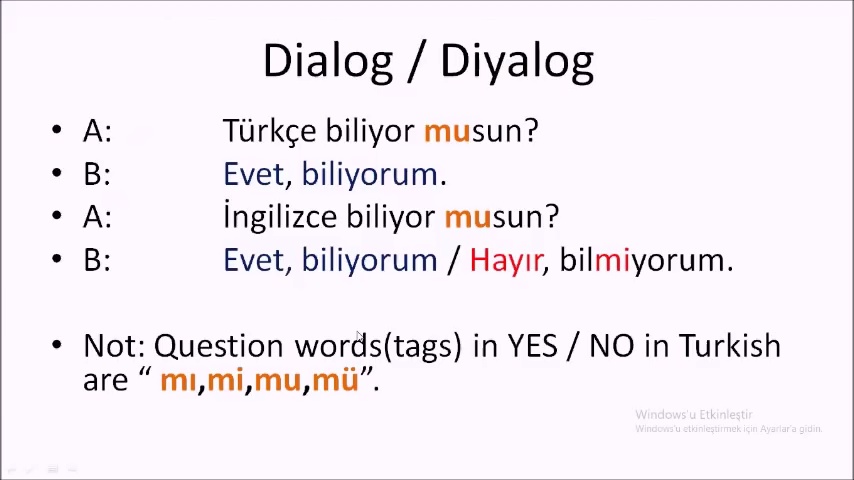 Dialog / Diyalog
• A: Türkçe biliyor musun?
• B: Evet, biliyorum.
• A: İngilizce biliyor musun?
• B: Evet, biliyorum / Hayır, bilmiyorum.
• Not: Question words(tags) in YES / NO in Turkish
are “ mı,mi,mu,mü”.
Windows'u Etkinleştir
Windows'u etkinleştirmek için Ayarlar'a gidin.